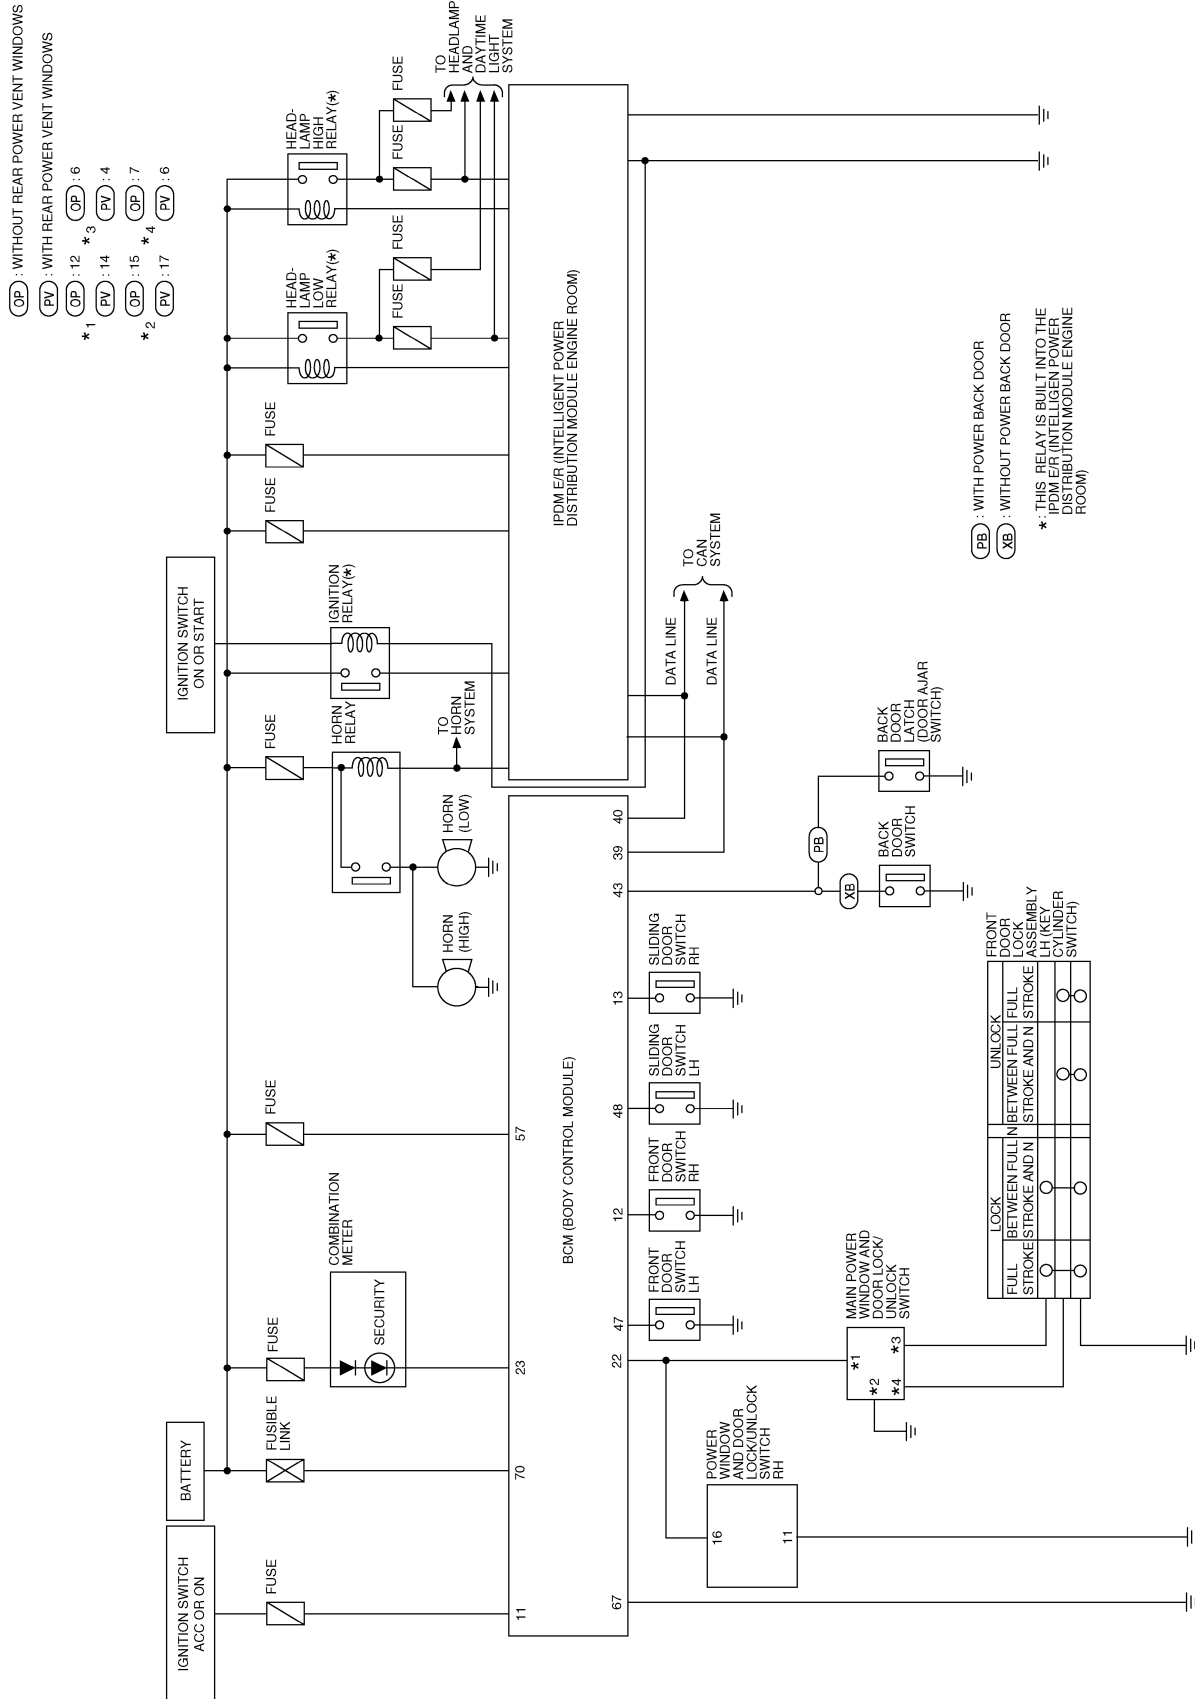 IGNITION SWITCH
ACC OR ON
BATTERY
IGNITION SWITCH
ON OR START
OP : WITHOUT REAR POWER VENT WINDOWS
PV : WITH REAR POWER VENT WINDOWS
*1
OP : 12
PV : 14
*3
OP : 6
PV : 4
*2
OP : 15
PV : 17
*4
OP : 7
PV : 6
FUSE
FUSIBLE
LINK
FUSE
FUSE
FUSE
FUSE
FUSE
COMBINATION
METER
SECURITY
HORN
RELAY
IGNITION
RELAY(*)
HEAD-
LAMP
LOW
RELAY(*)
HEAD-
LAMP
HIGH
RELAY(*)
FUSE
FUSE
FUSE
FUSE
TO
HEADLAMP
AND
DAYTIME
LIGHT
SYSTEM
HORN
(HIGH)
HORN
(LOW)
TO
HORN
SYSTEM
11
70
23
57
BCM (BODY CONTROL MODULE)
IPDM E/R (INTELLIGENT POWER
DISTRIBUTION MODULE ENGINE ROOM)
67
22
47
12
48
13
43
39
40
FRONT
DOOR
SWITCH
LH
FRONT
DOOR
SWITCH
RH
SLIDING
DOOR
SWITCH
LH
SLIDING
DOOR
SWITCH
RH
DATA LINE
DATA LINE
TO
CAN
SYSTEM
POWER
WINDOW
AND DOOR
LOCK/UNLOCK
SWITCH
RH
16
11
MAIN POWER
WINDOW AND
DOOR LOCK/
UNLOCK
SWITCH
*1
*2
*3
*4
PB
XB
BACK
DOOR
SWITCH
BACK
DOOR
LATCH
(DOOR AJAR
SWITCH)
LOCK
N
UNLOCK
FULL
STROKE
BETWEEN FULL
STROKE AND N
BETWEEN FULL
STROKE AND N
FULL
STROKE
FRONT
DOOR
LOCK
ASSEMBLY
LH (KEY
CYLINDER
SWITCH)
PB : WITH POWER BACK DOOR
XB : WITHOUT POWER BACK DOOR
* : THIS RELAY IS BUILT INTO THE
IPDM E/R (INTELLIGEN POWER
DISTRIBUTION MODULE ENGINE
ROOM)